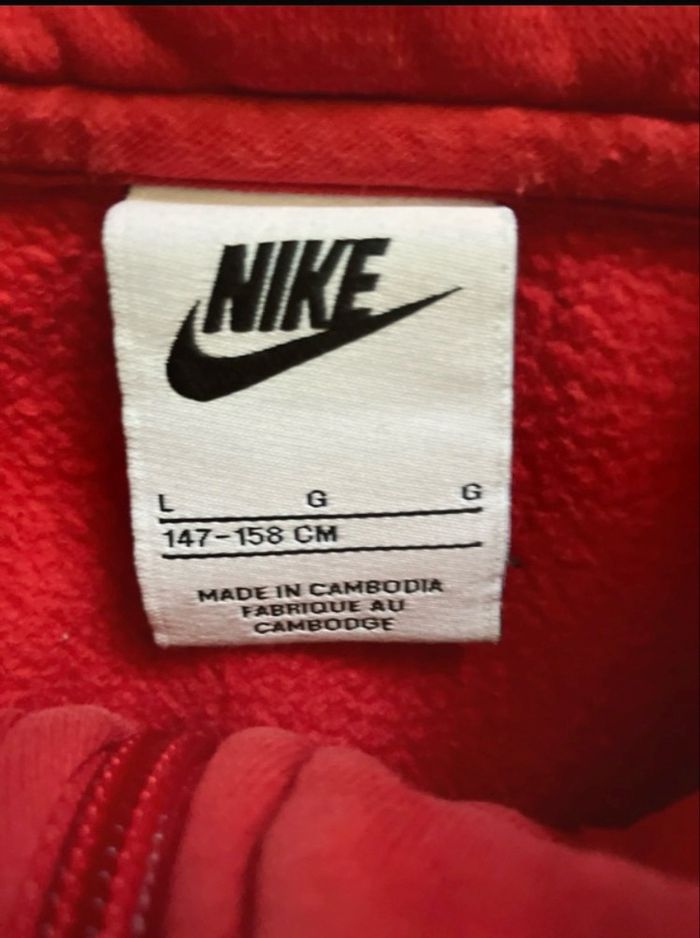 NIKE
L G G
147-158 CM
MADE IN CAMBODIA
FABRIQUE AU
CAMBODGE